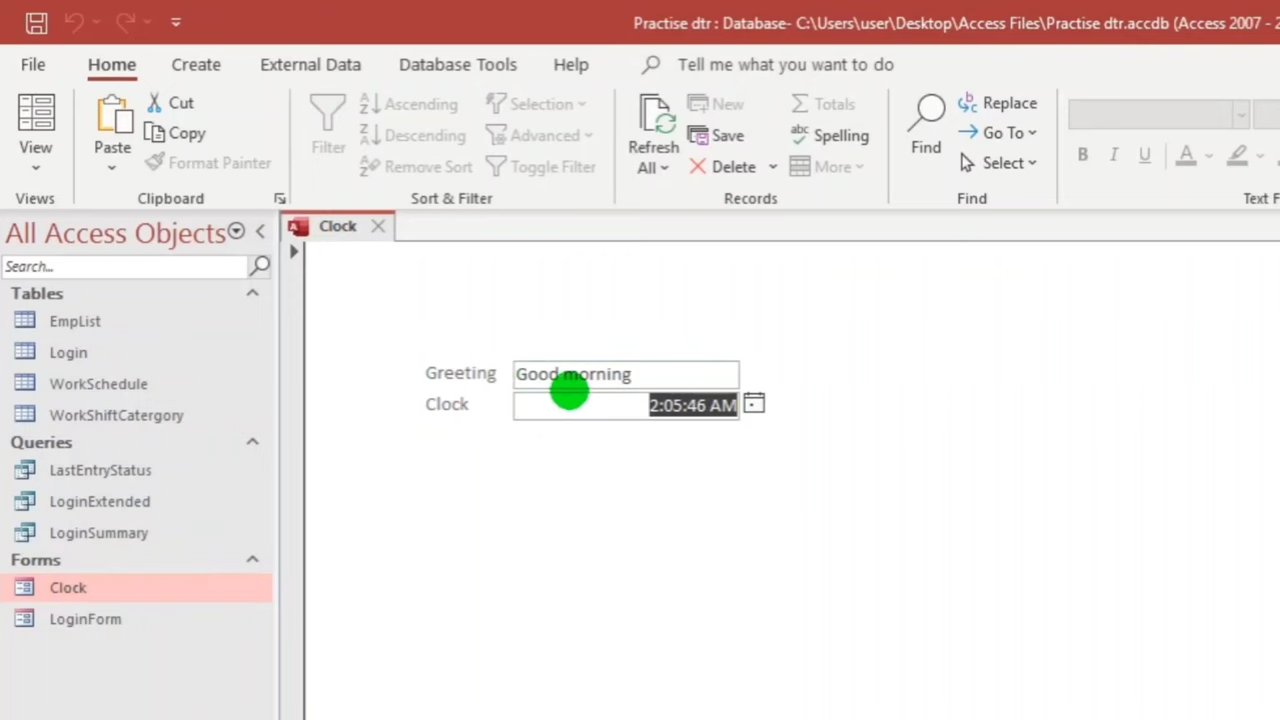 Practise dtr : Database- C:\Users\user\Desktop\Access Files\Practise dtr.accdb (Access 2007 - 2
File Home Create External Data Database Tools Help Tell me what you want to do
View
Views
Paste
Cut
Copy
Format Painter
Clipboard
Filter
Ascending
Descending
Remove Sort
Selection
Advanced
Toggle Filter
Sort & Filter
Refresh
All
New
Save
Delete
Totals
Spelling
More
Records
Find
Replace
Go To
Select
Find
B I U A
Text F
All Access Objects
Search...
Tables
EmpList
Login
WorkSchedule
WorkShiftCatergory
Queries
LastEntryStatus
LoginExtended
LoginSummary
Forms
Clock
LoginForm
Clock
Greeting Good morning
Clock 2:05:46 AM